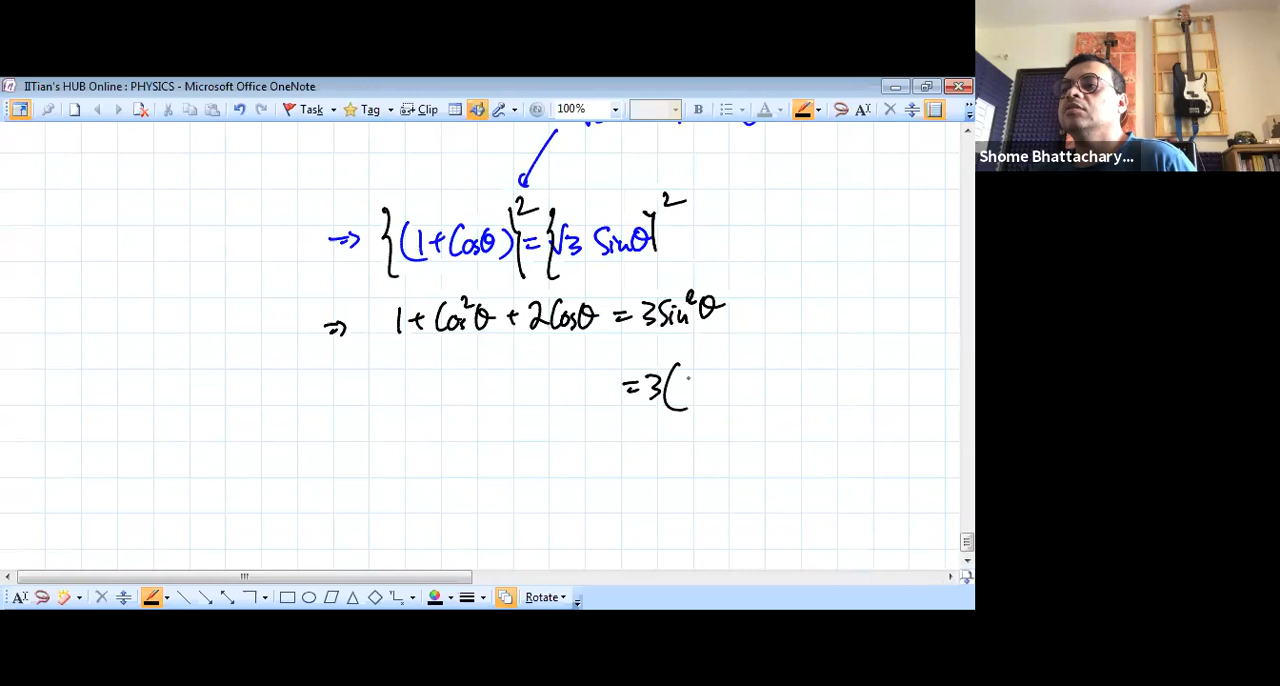 IITian's HUB Online : PHYSICS - Microsoft Office OneNote
Task Tag Clip 100% B A
Shome Bhattachary...
⇒ {(1+Cosθ)}² = {√3 Sinθ}²
⇒ 1 + Cos²θ + 2Cosθ = 3Sin²θ
= 3(
Rotate